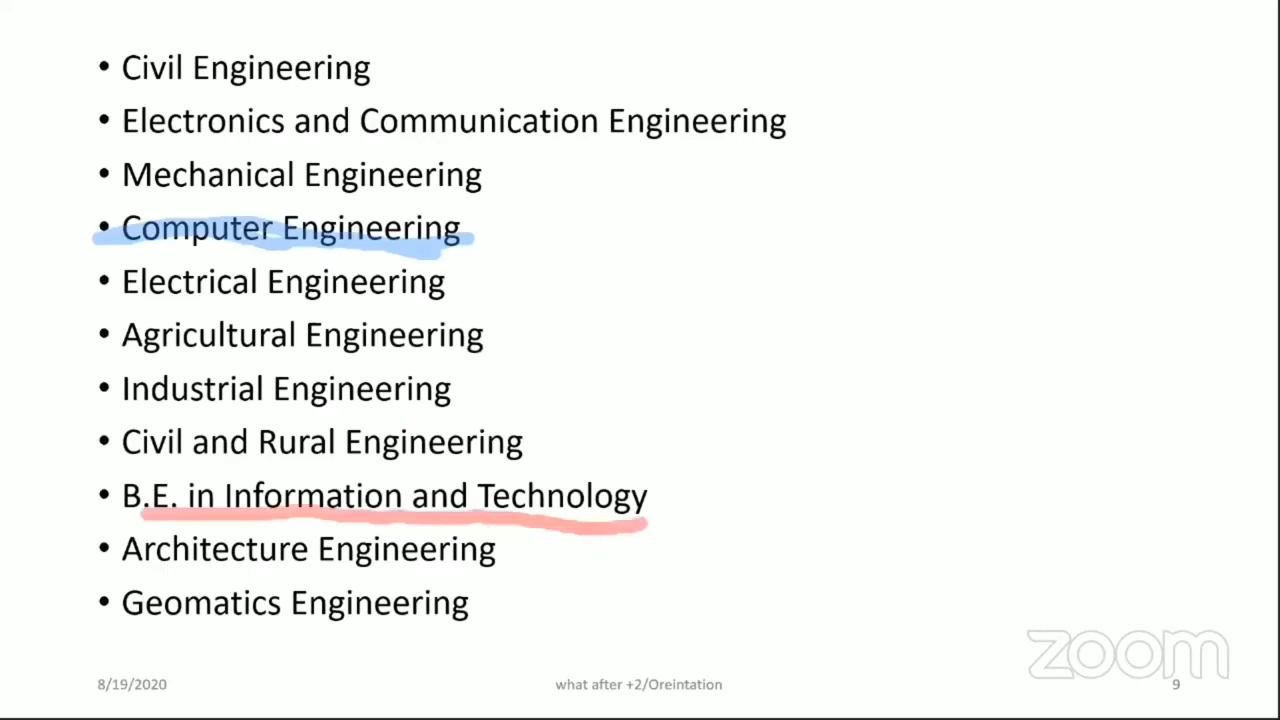 • Civil Engineering
• Electronics and Communication Engineering
• Mechanical Engineering
• Computer Engineering
• Electrical Engineering
• Agricultural Engineering
• Industrial Engineering
• Civil and Rural Engineering
• B.E. in Information and Technology
• Architecture Engineering
• Geomatics Engineering
zoom
8/19/2020 what after +2/Oreintation 9